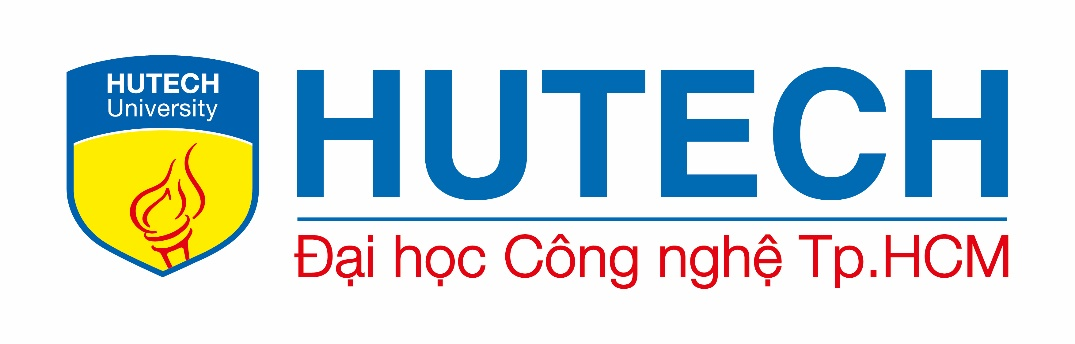 HUTECH
University
HUTECH
Đại học Công nghệ Tp.HCM